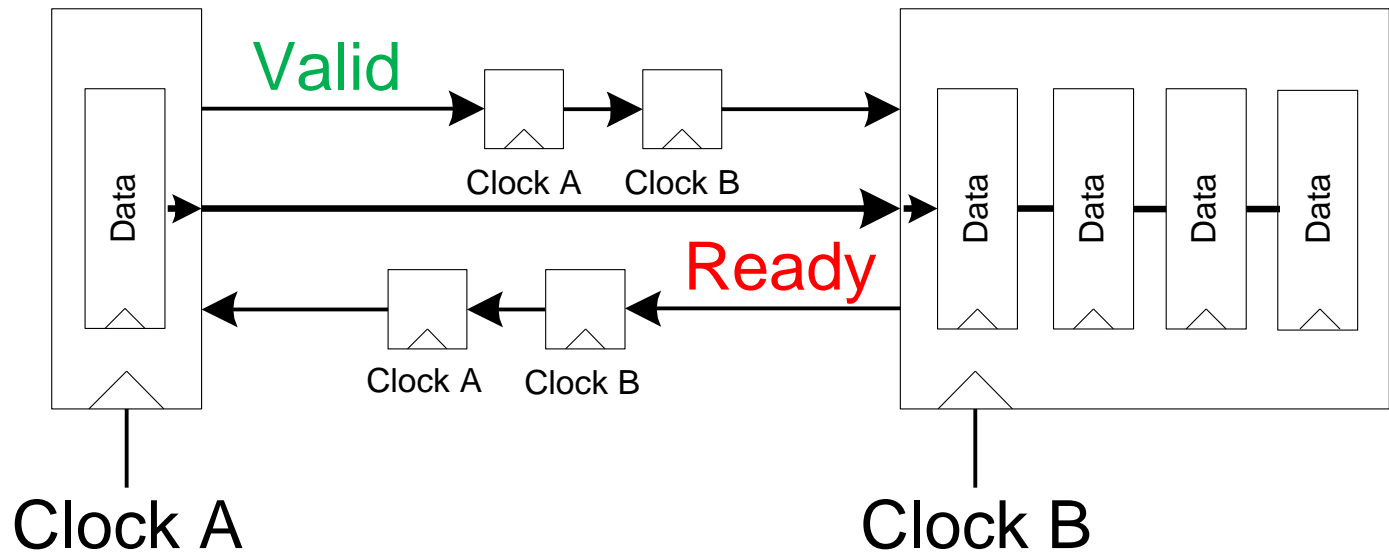 Valid
Clock A
Clock B
Data
Data
Data
Data
Data
Ready
Clock A
Clock B
Clock A
Clock B